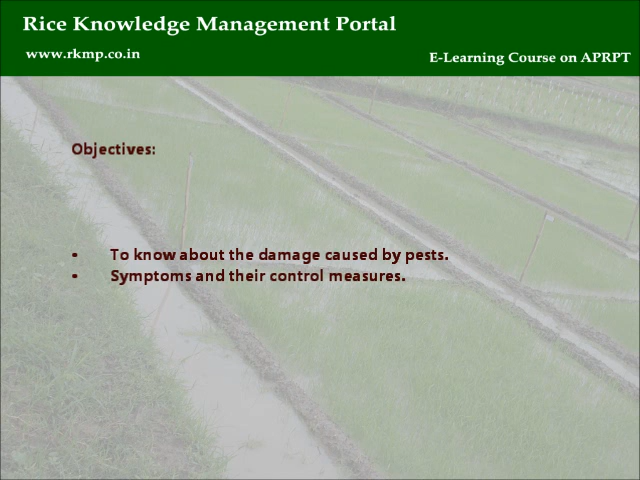 Rice Knowledge Management Portal
www.rkmp.co.in
E-Learning Course on APRPT
Objectives:
• To know about the damage caused by pests.
• Symptoms and their control measures.